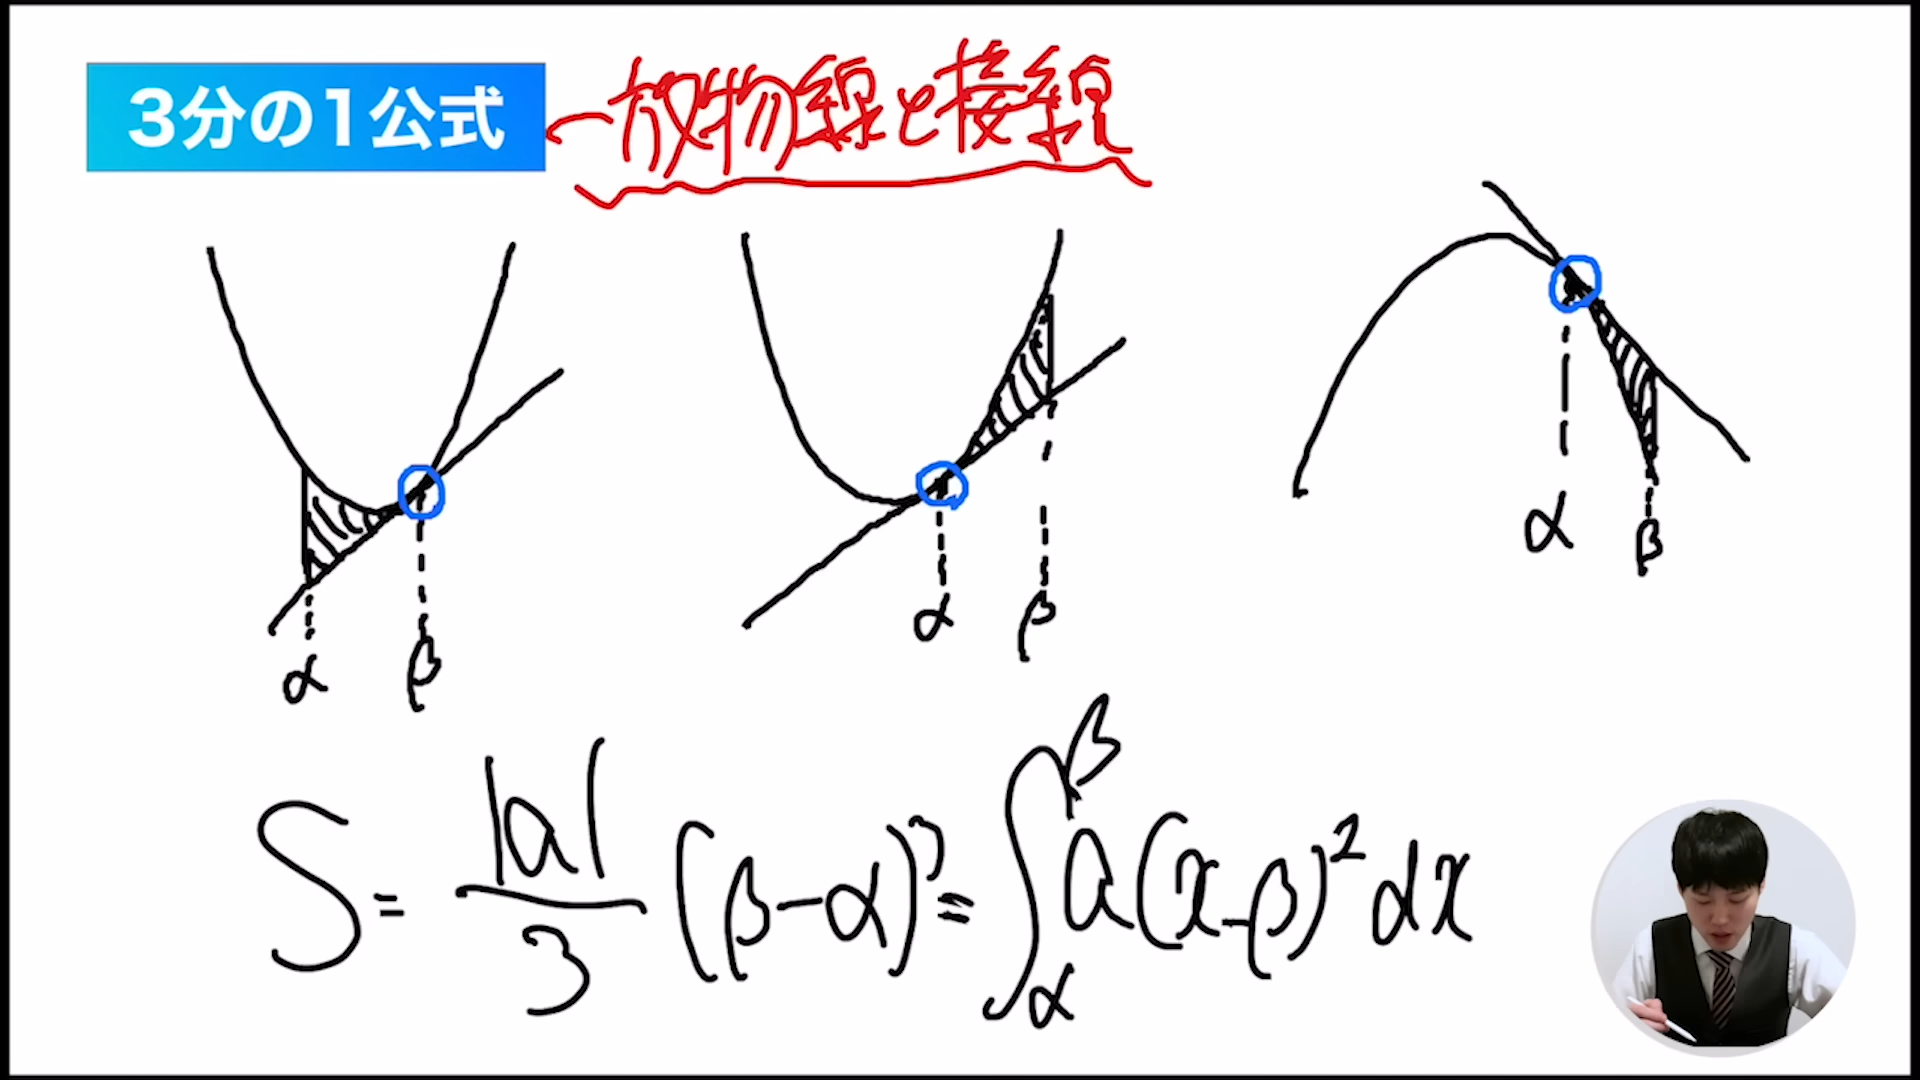 3分の1公式
放物線と接線
α β
α β
α β
S = |a|/3 (β-α)³ = ∫_α^β a(x-β)² dx